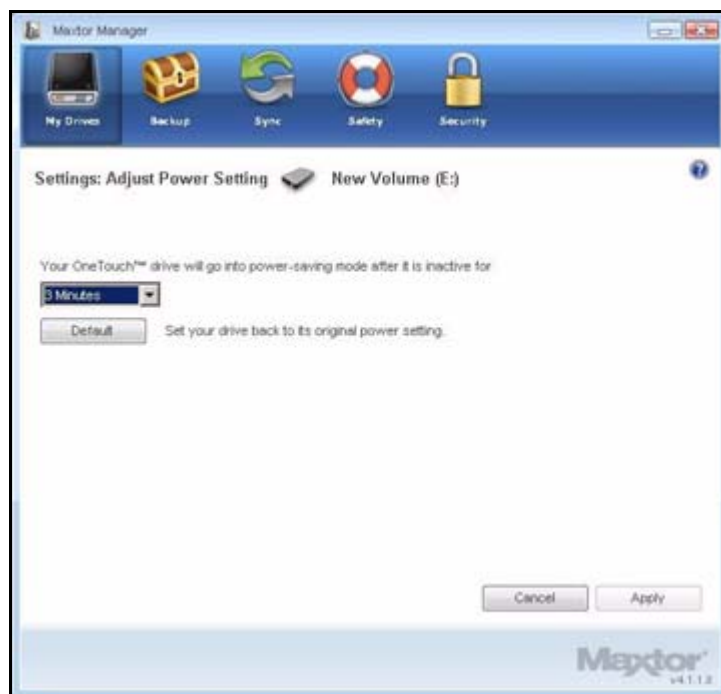 Maxtor Manager
My Drives Backup Sync Safety Security
Settings: Adjust Power Setting New Volume (E:)
Your OneTouch™ drive will go into power-saving mode after it is inactive for
3 Minutes
Default Set your drive back to its original power setting.
Cancel Apply
Maxtor